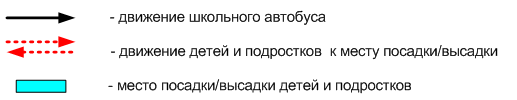 - движение школьного автобуса
- движение детей и подростков к месту посадки/высадки
- место посадки/высадки детей и подростков